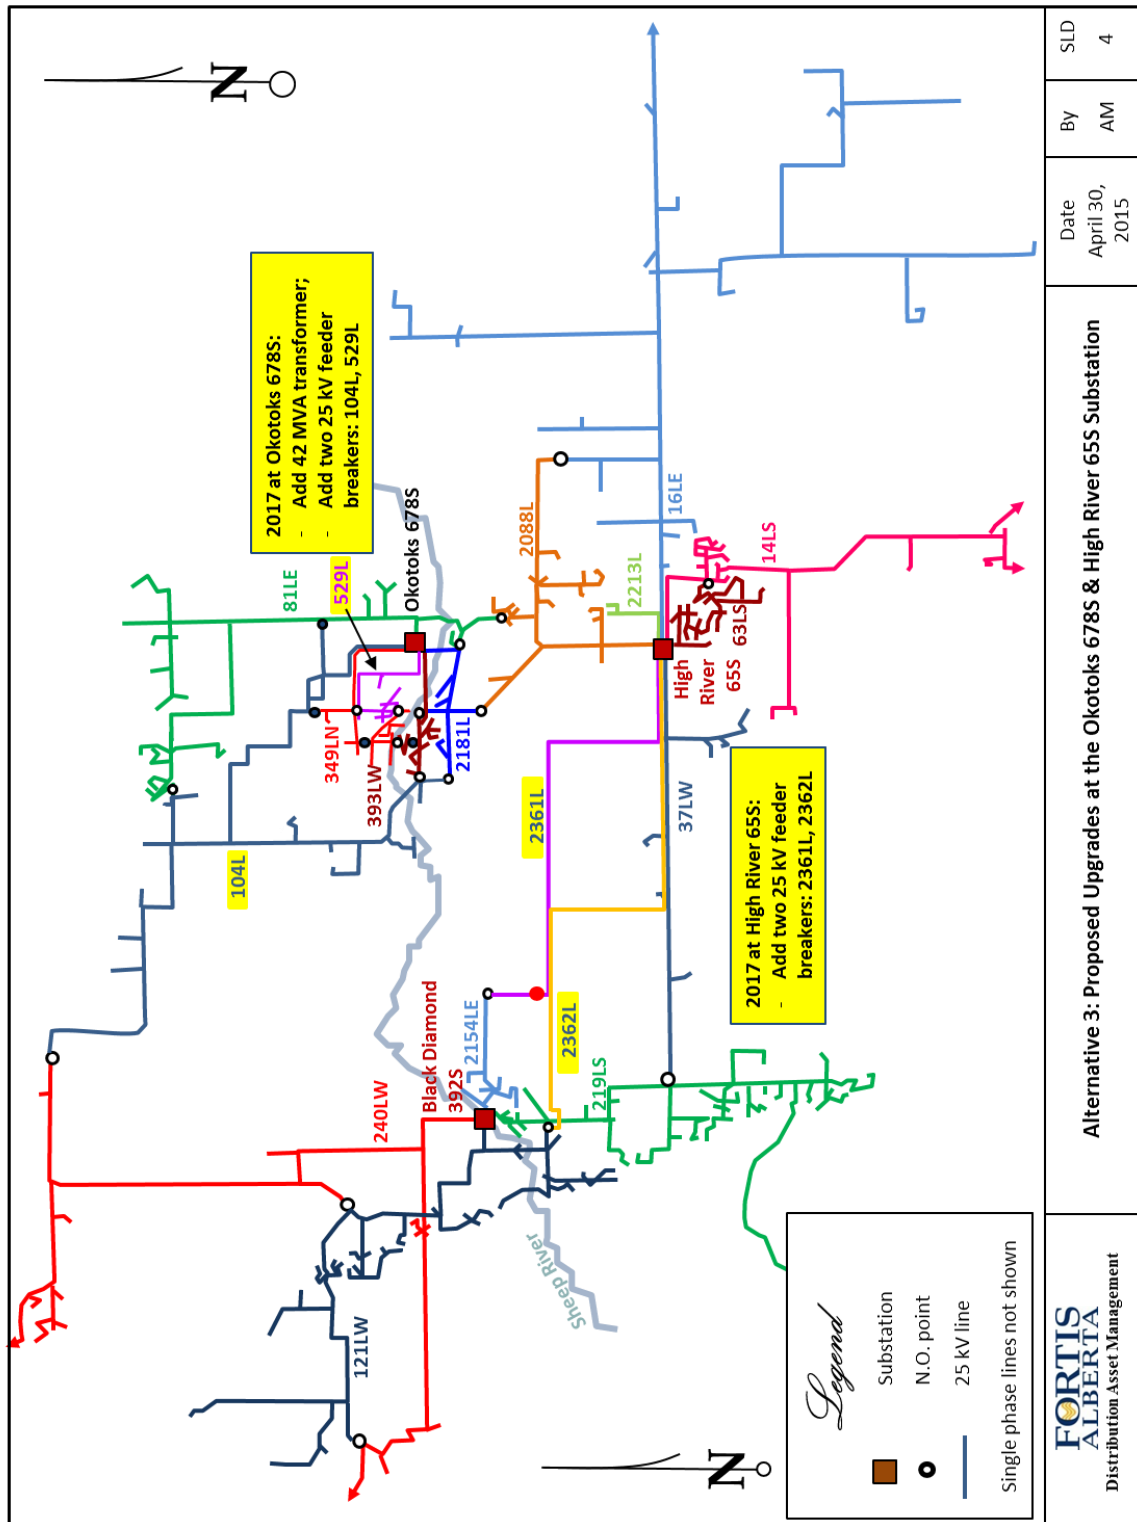 N
2017 at Okotoks 678S:
- Add 42 MVA transformer;
- Add two 25 kV feeder
breakers: 104L, 529L
81LE
529L
Okotoks 678S
349LN
393LW
2181L
104L
2088L
2213L
16LE
14LS
63LS
High
River
65S
37LW
2361L
2362L
2017 at High River 65S:
- Add two 25 kV feeder
breakers: 2361L, 2362L
240LW
Black Diamond
392S
2154LE
219LS
121LW
Sheep River
N
Legend
Substation
N.O. point
25 kV line
Single phase lines not shown
FORTIS
ALBERTA
Distribution Asset Management
Alternative 3: Proposed Upgrades at the Okotoks 678S & High River 65S Substation
Date
April 30,
2015
By
AM
SLD
4